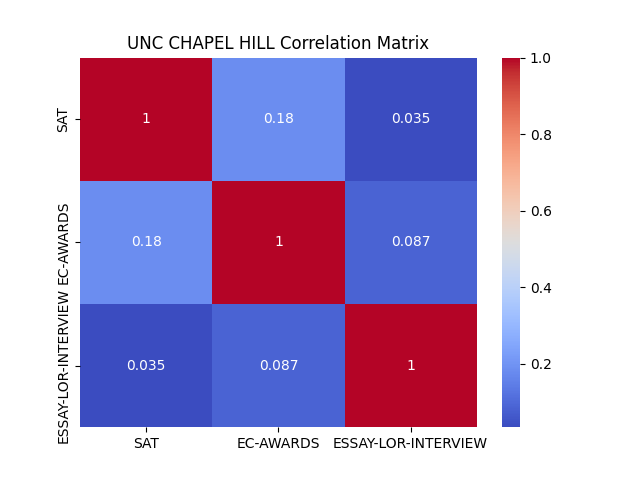 UNC CHAPEL HILL Correlation Matrix
SAT
1
0.18
0.035
EC-AWARDS
0.18
1
0.087
ESSAY-LOR-INTERVIEW
0.035
0.087
1
SAT
EC-AWARDS
ESSAY-LOR-INTERVIEW
1.0
0.8
0.6
0.4
0.2